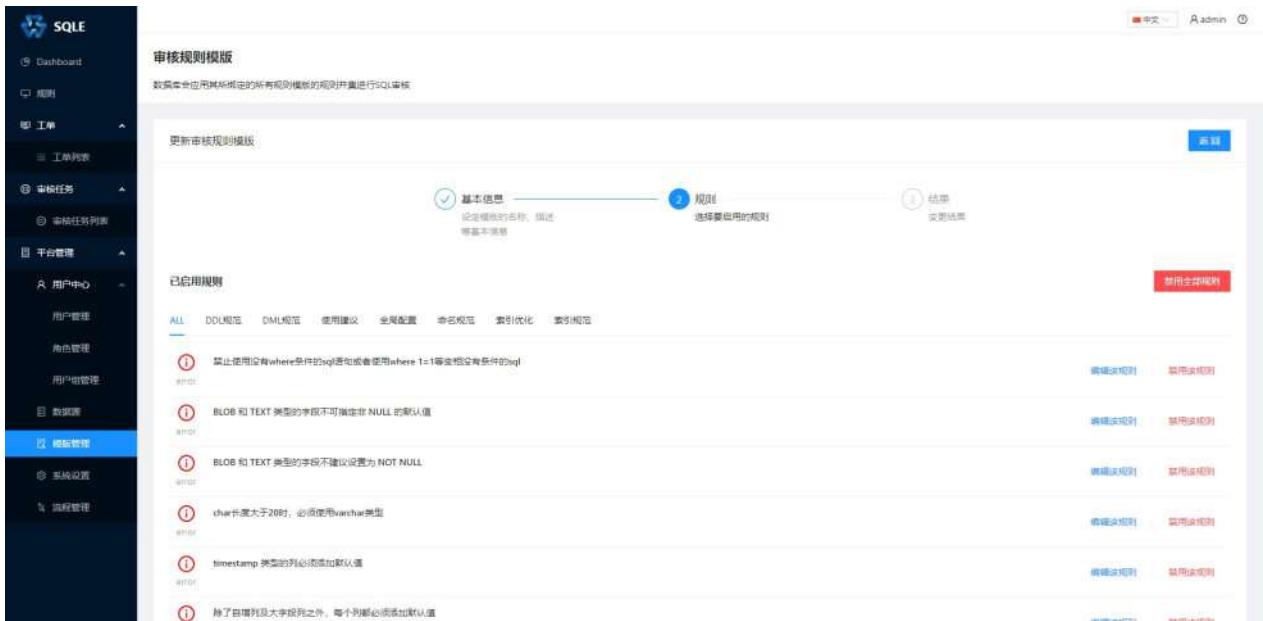 SQLE
中文
admin
Dashboard
规则
工单
工单列表
审核任务
审核任务列表
平台管理
用户中心
用户管理
角色管理
用户组管理
数据源
模版管理
系统设置
流程管理
审核规则模版
数据库会应用其所绑定的所有规则模版的规则并集进行SQL审核
更新审核规则模版
返回
基本信息
设定模版的名称、描述
等基本信息
2 规则
选择要启用的规则
3 结果
变更结果
已启用规则
禁用全部规则
ALL DDL规范 DML规范 使用建议 全局配置 命名规范 索引优化 索引规范
禁止使用没有where条件的sql语句或者使用where 1=1等变相没有条件的sql
error
编辑该规则 禁用该规则
BLOB 和 TEXT 类型的字段不可指定非 NULL 的默认值
error
编辑该规则 禁用该规则
BLOB 和 TEXT 类型的字段不建议设置为 NOT NULL
error
编辑该规则 禁用该规则
char长度大于20时，必须使用varchar类型
error
编辑该规则 禁用该规则
timestamp 类型的列必须添加默认值
error
编辑该规则 禁用该规则
除了自增列及大字段列之外，每个列都必须添加默认值